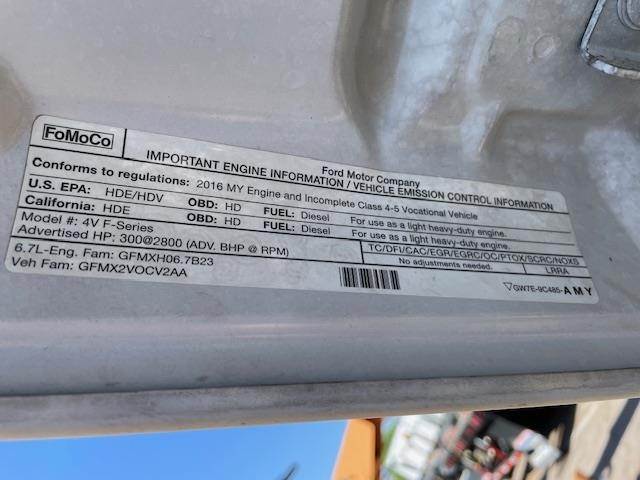 FoMoCo
Ford Motor Company
IMPORTANT ENGINE INFORMATION / VEHICLE EMISSION CONTROL INFORMATION
Conforms to regulations: 2016 MY Engine and Incomplete Class 4-5 Vocational Vehicle
U.S. EPA: HDE/HDV OBD: HD FUEL: Diesel For use as a light heavy-duty engine.
California: HDE OBD: HD FUEL: Diesel For use as a light heavy-duty engine.
Model #: 4V F-Series TC/DFI/CAC/EGR/EGRC/OC/PTOX/SCRC/NOXS
Advertised HP: 300@2800 (ADV. BHP @ RPM) No adjustments needed. LRRA
6.7L-Eng. Fam: GFMXH06.7B23
Veh Fam: GFMX2VOCV2AA
GW7E-9C485-AMY